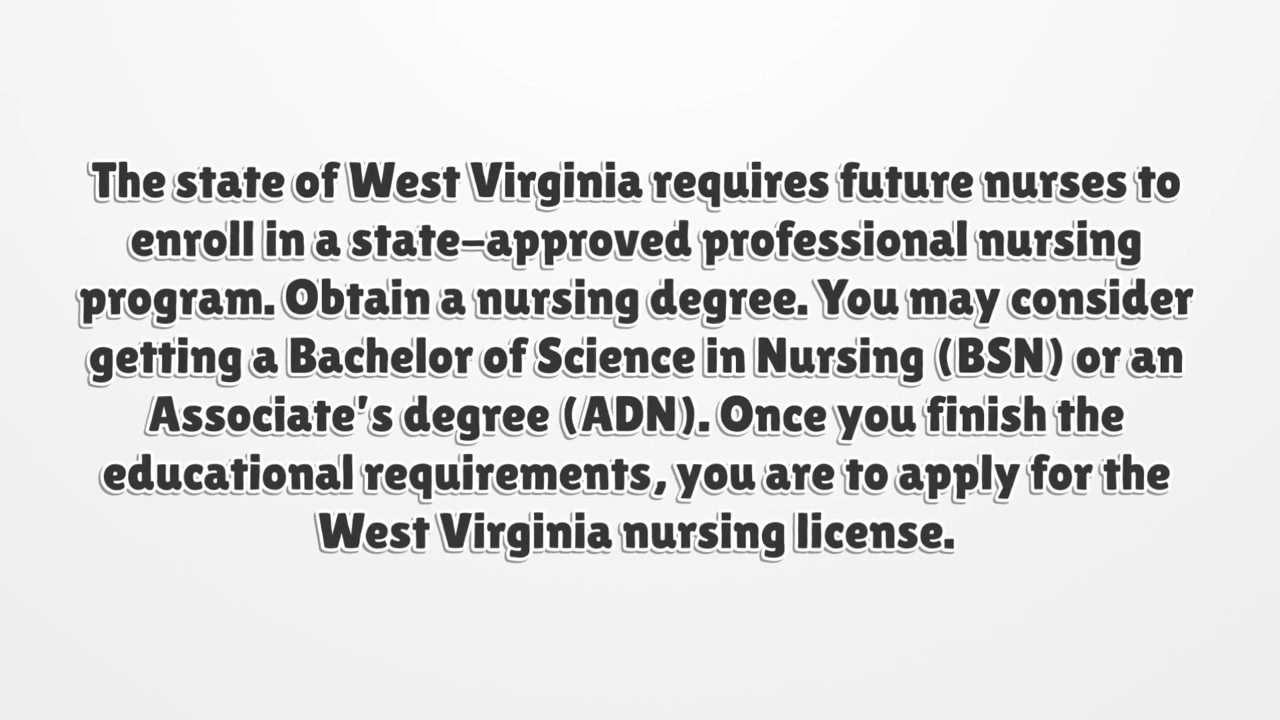 The state of West Virginia requires future nurses to
enroll in a state-approved professional nursing
program. Obtain a nursing degree. You may consider
getting a Bachelor of Science in Nursing (BSN) or an
Associate's degree (ADN). Once you finish the
educational requirements, you are to apply for the
West Virginia nursing license.